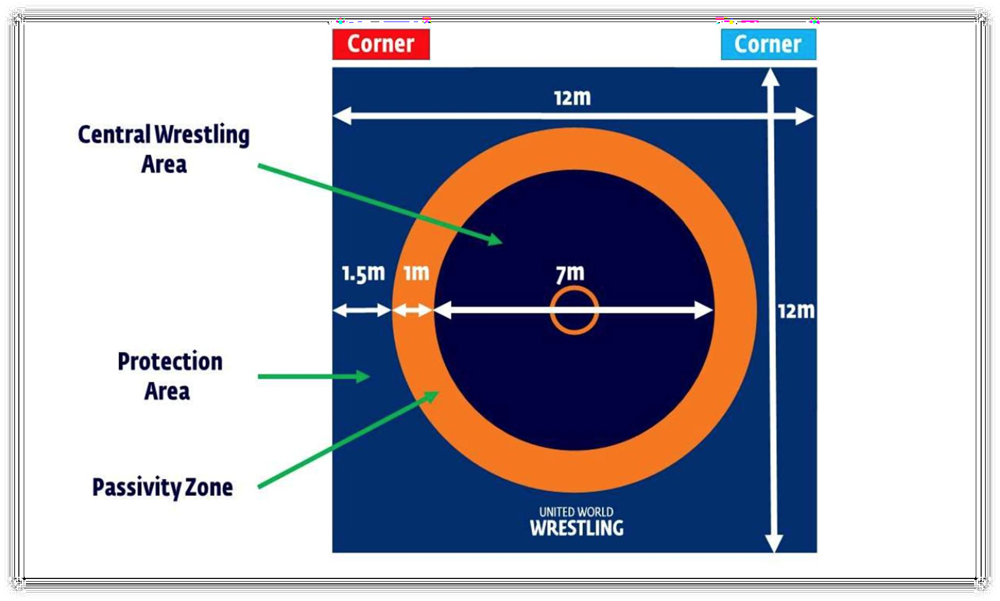 Corner
Corner
12m
Central Wrestling
Area
1.5m
1m
7m
12m
Protection
Area
Passivity Zone
UNITED WORLD
WRESTLING